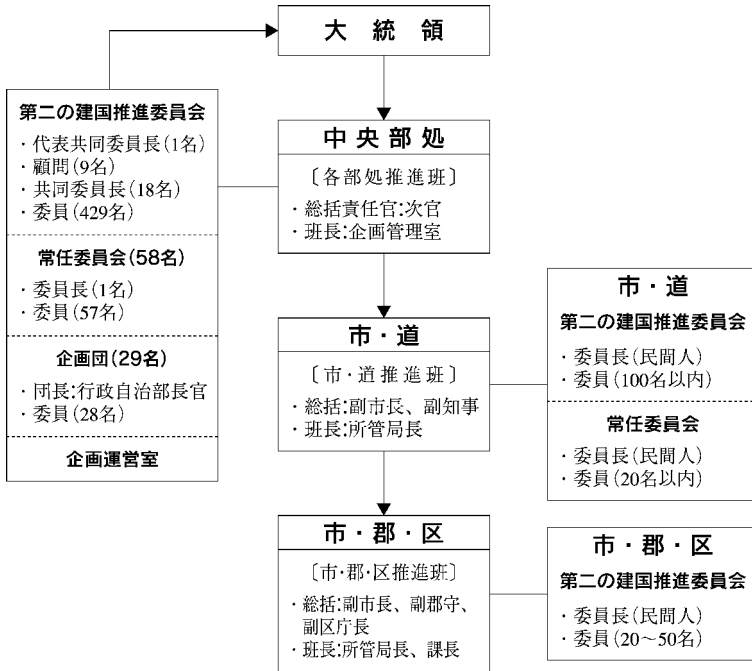 大統領
第二の建国推進委員会
・代表共同委員長(1名)
・顧問(9名)
・共同委員長(18名)
・委員(429名)
常任委員会(58名)
・委員長(1名)
・委員(57名)
企画団(29名)
・団長:行政自治部長官
・委員(28名)
企画運営室
中央部処
〔各部処推進班〕
・総括責任官:次官
・班長:企画管理室
市・道
〔市・道推進班〕
・総括:副市長、副知事
・班長:所管局長
市・道
第二の建国推進委員会
・委員長(民間人)
・委員(100名以内)
常任委員会
・委員長(民間人)
・委員(20名以内)
市・郡・区
〔市・郡・区推進班〕
・総括:副市長、副郡守、
副区庁長
・班長:所管局長、課長
市・郡・区
第二の建国推進委員会
・委員長(民間人)
・委員(20〜50名)